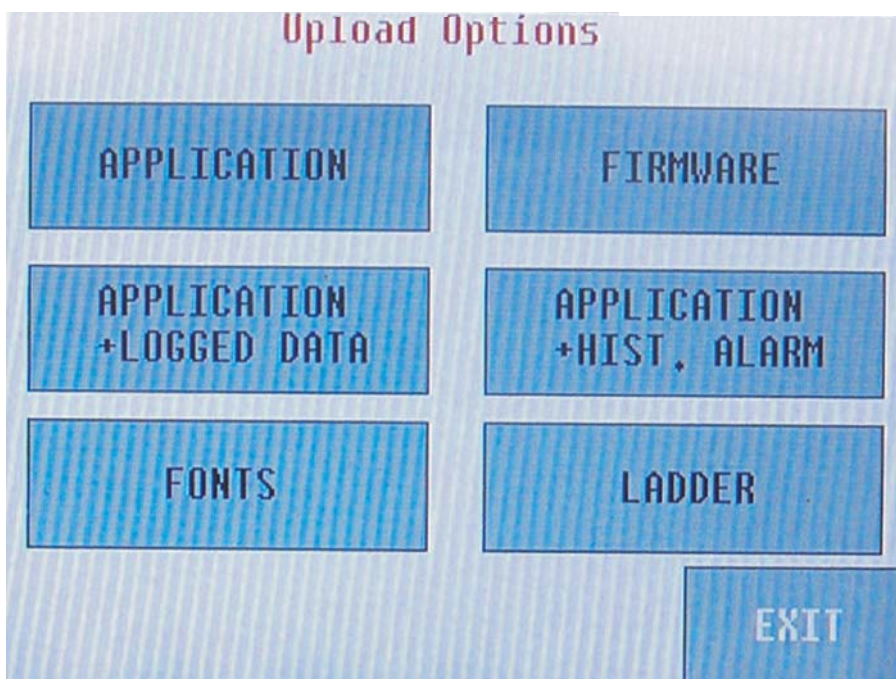 Upload Options
APPLICATION
FIRMWARE
APPLICATION
+LOGGED DATA
APPLICATION
+HIST. ALARM
FONTS
LADDER
EXIT